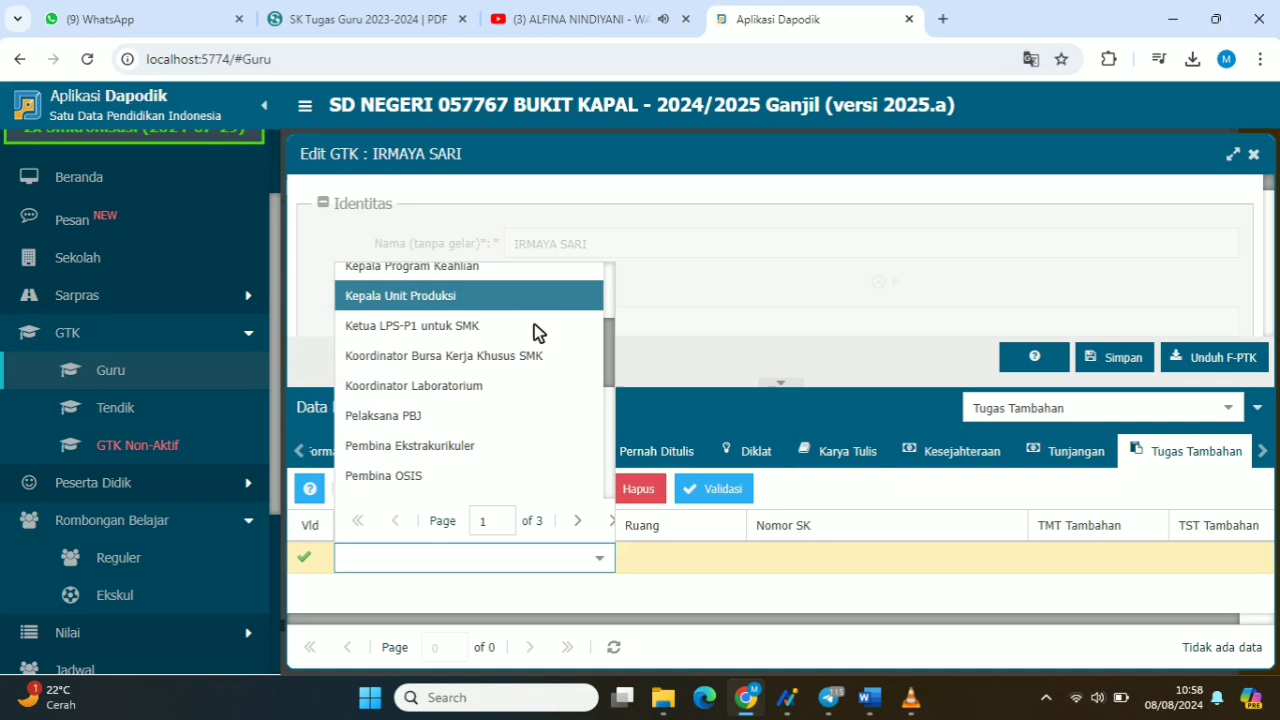 (9) WhatsApp
SK Tugas Guru 2023-2024 | PDF
(3) ALFINA NINDIYANI - WA
Aplikasi Dapodik
localhost:5774/#Guru
M
Aplikasi Dapodik
Satu Data Pendidikan Indonesia
SD NEGERI 057767 BUKIT KAPAL - 2024/2025 Ganjil (versi 2025.a)
Edit GTK : IRMAYA SARI
Beranda
Pesan NEW
Sekolah
Sarpras
GTK
Guru
Tendik
GTK Non-Aktif
Peserta Didik
Rombongan Belajar
Reguler
Ekskul
Nilai
Jadwal
Identitas
Nama (tanpa gelar)*: * IRMAYA SARI
P
Kepala Program Keahlian
Kepala Unit Produksi
Ketua LPS-P1 untuk SMK
Koordinator Bursa Kerja Khusus SMK
Koordinator Laboratorium
Pelaksana PBJ
Pembina Ekstrakurikuler
Pembina OSIS
Page 1 of 3
Simpan
Unduh F-PTK
Data
Tugas Tambahan
Pernah Ditulis
Diklat
Karya Tulis
Kesejahteraan
Tunjangan
Tugas Tambahan
Hapus
Validasi
Vld
Ruang
Nomor SK
TMT Tambahan
TST Tambahan
Page 0 of 0
Tidak ada data
1
22°C
Cerah
Search
M
115
10:58
08/08/2024
PRE